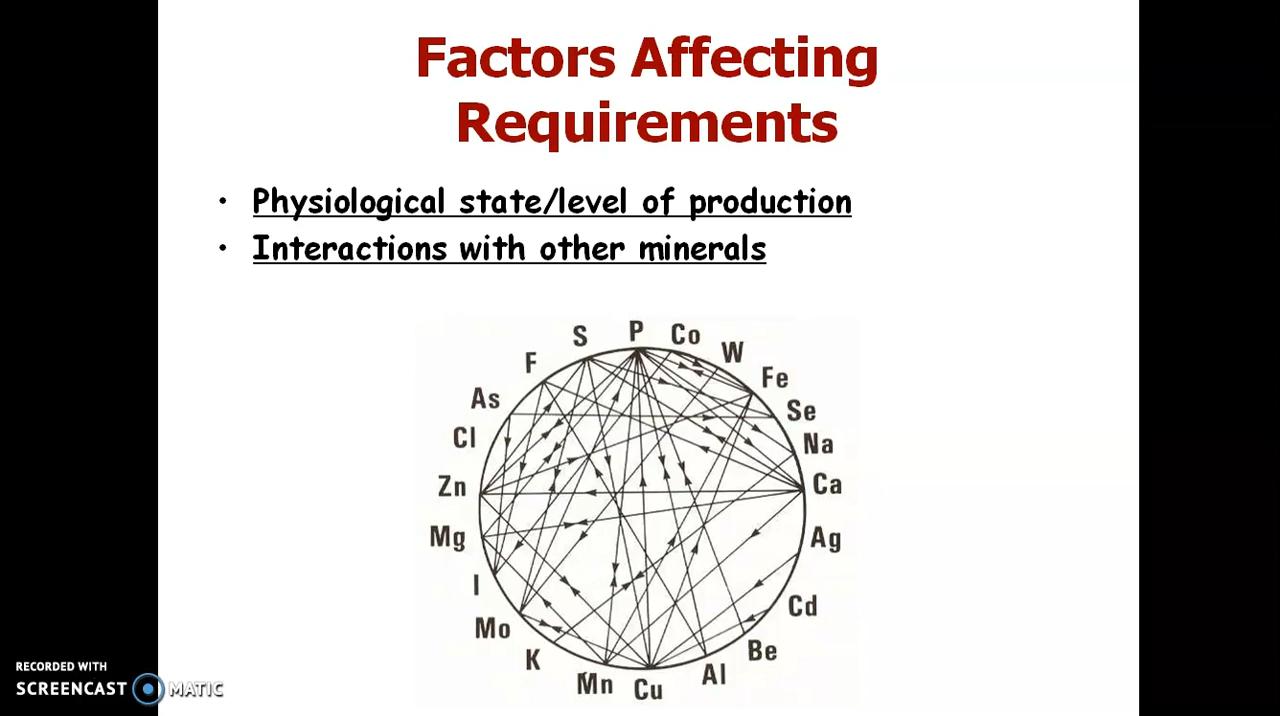 Factors Affecting
Requirements
• Physiological state/level of production
• Interactions with other minerals
P
S
Co
W
F
Fe
As
Se
Cl
Na
Zn
Ca
Mg
Ag
I
Cd
Mo
Be
K
Al
Mn
Cu
RECORDED WITH
SCREENCAST MATIC